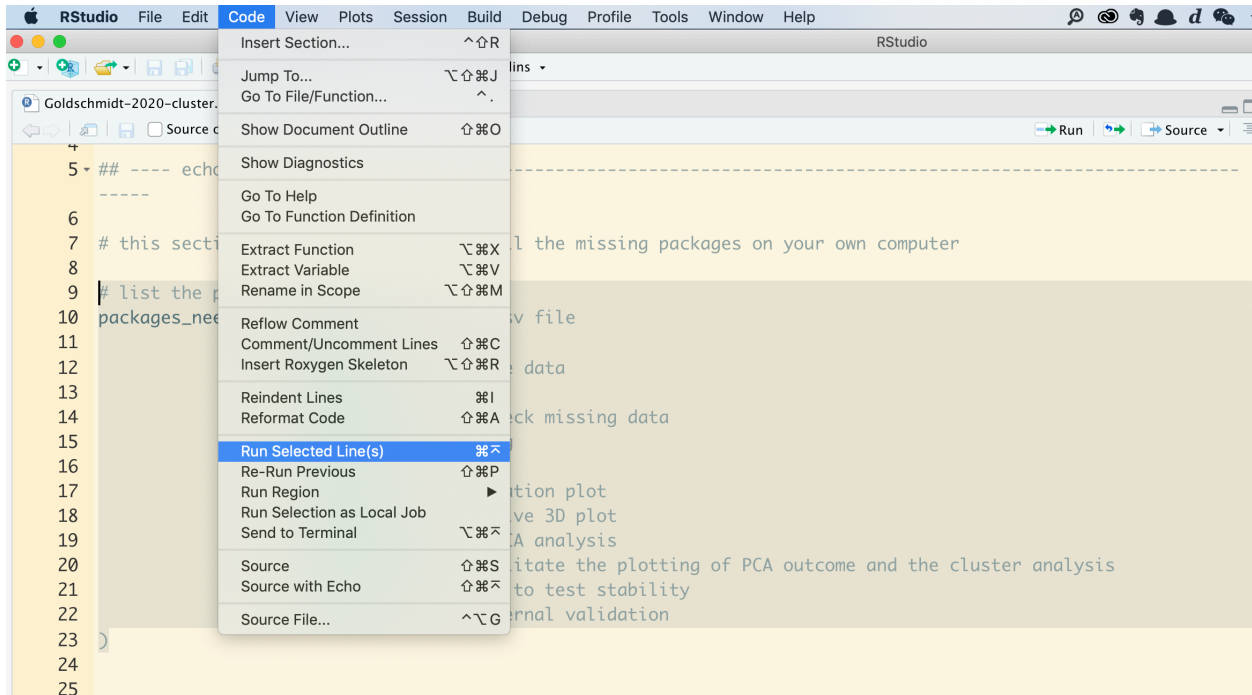 RStudio File Edit Code View Plots Session Build Debug Profile Tools Window Help
RStudio
Goldschmidt-2020-cluster.
Source
Run Source
Insert Section... ^⇧R
Jump To... ⌥⇧⌘J
Go To File/Function... ^.
Show Document Outline ⇧⌘O
Show Diagnostics
Go To Help
Go To Function Definition
Extract Function ⌥⌘X
Extract Variable ⌥⌘V
Rename in Scope ⌥⇧⌘M
Reflow Comment
Comment/Uncomment Lines ⇧⌘C
Insert Roxygen Skeleton ⌥⇧⌘R
Reindent Lines ⌘I
Reformat Code ⇧⌘A
Run Selected Line(s) ⌘⌤
Re-Run Previous ⇧⌘P
Run Region ▶
Run Selection as Local Job
Send to Terminal ⌥⌘⌤
Source ⇧⌘S
Source with Echo ⇧⌘⌤
Source File... ^⌥G
4
5 ## ---- echo -----------------------------------------------------------------------------------
-----
6
7 # this secti l the missing packages on your own computer
8
9 # list the p
10 packages_nee sv file
11
12 data
13
14 eck missing data
15
16
17 ation plot
18 ive 3D plot
19 CA analysis
20 itate the plotting of PCA outcome and the cluster analysis
21 to test stability
22 ernal validation
23 )
24
25